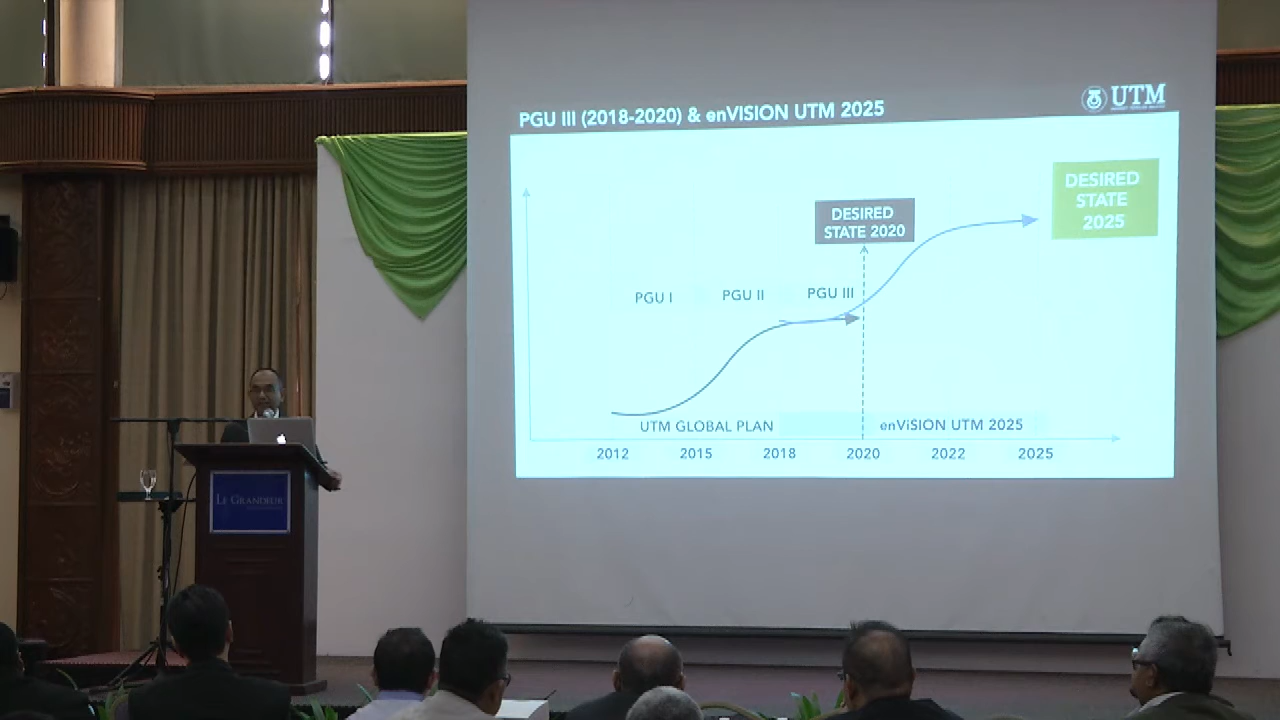 PGU III (2018-2020) & enVISION UTM 2025
UTM
DESIRED
STATE
2025
DESIRED
STATE 2020
PGU I
PGU II
PGU III
UTM GLOBAL PLAN
enViSION UTM 2025
2012
2015
2018
2020
2022
2025
LE GRANDEUR